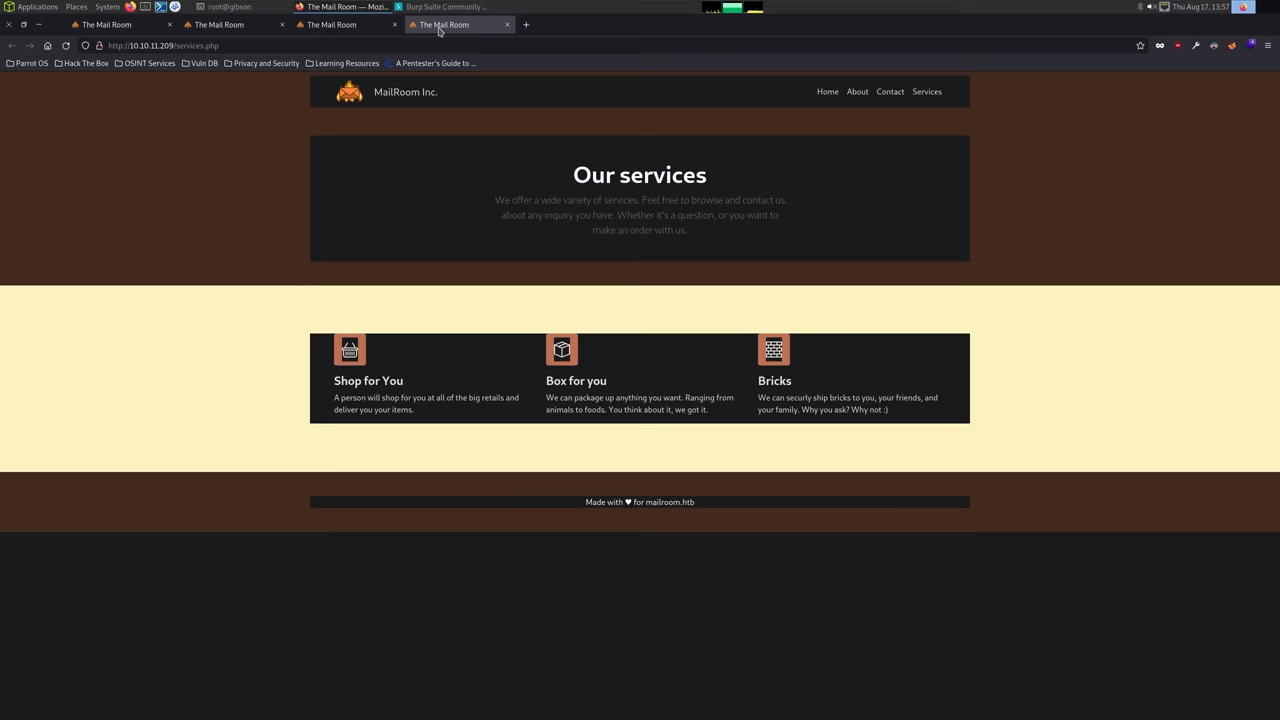 Applications Places System root@gibson The Mail Room — Mozi... Burp Suite Community ... Thu Aug 17, 13:57
The Mail Room The Mail Room The Mail Room The Mail Room
http://10.10.11.209/services.php
Parrot OS Hack The Box OSINT Services Vuln DB Privacy and Security Learning Resources A Pentester's Guide to ...
MailRoom Inc. Home About Contact Services
Our services
We offer a wide variety of services. Feel free to browse and contact us
about any inquiry you have. Whether it's a question, or you want to
make an order with us.
Shop for You
A person will shop for you at all of the big retails and
deliver you your items.
Box for you
We can package up anything you want. Ranging from
animals to foods. You think about it, we got it.
Bricks
We can securly ship bricks to you, your friends, and
your family. Why you ask? Why not :)
Made with ♥ for mailroom.htb